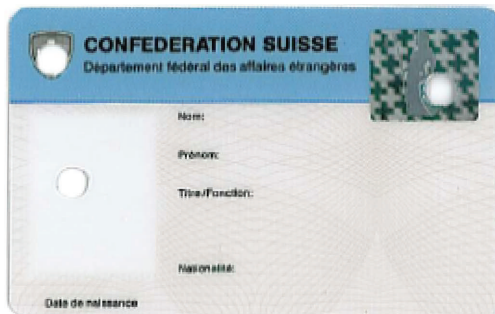 CONFEDERATION SUISSE
Département fédéral des affaires étrangères
Nom:
Prénom:
Titre/Fonction:
Nationalité:
Date de naissance